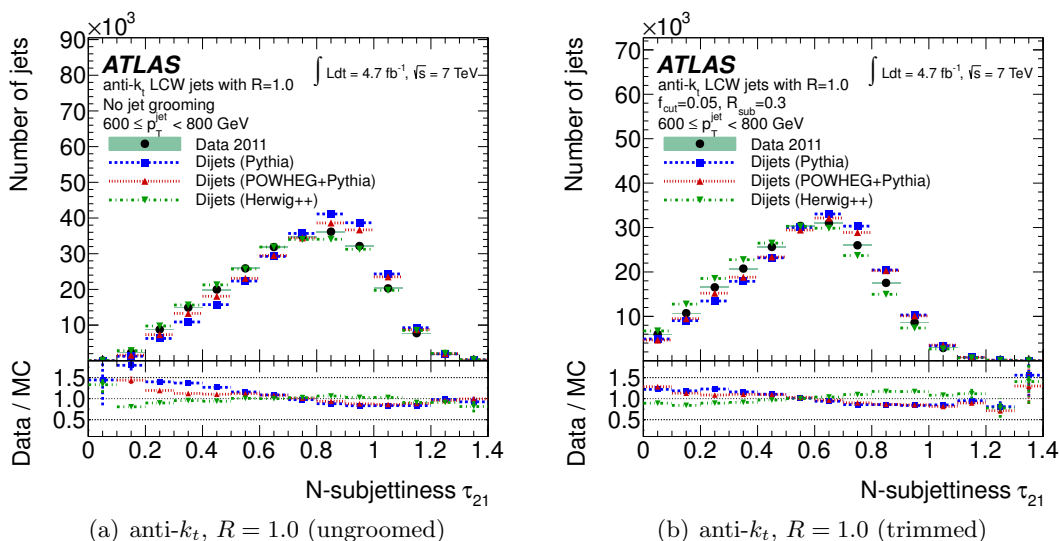 ×10³
Number of jets
90
80
70
60
50
40
30
20
10
ATLAS
∫ Ldt = 4.7 fb⁻¹, √s = 7 TeV
anti-kₜ LCW jets with R=1.0
No jet grooming
600 ≤ p_T^jet < 800 GeV
Data 2011
Dijets (Pythia)
Dijets (POWHEG+Pythia)
Dijets (Herwig++)
Data / MC
1.5
1.0
0.5
0 0.2 0.4 0.6 0.8 1 1.2 1.4
N-subjettiness τ₂₁
(a) anti-kₜ, R = 1.0 (ungroomed)
×10³
Number of jets
70
60
50
40
30
20
10
ATLAS
∫ Ldt = 4.7 fb⁻¹, √s = 7 TeV
anti-kₜ LCW jets with R=1.0
f_cut=0.05, R_sub=0.3
600 ≤ p_T^jet < 800 GeV
Data 2011
Dijets (Pythia)
Dijets (POWHEG+Pythia)
Dijets (Herwig++)
Data / MC
1.5
1.0
0.5
0 0.2 0.4 0.6 0.8 1 1.2 1.4
N-subjettiness τ₂₁
(b) anti-kₜ, R = 1.0 (trimmed)